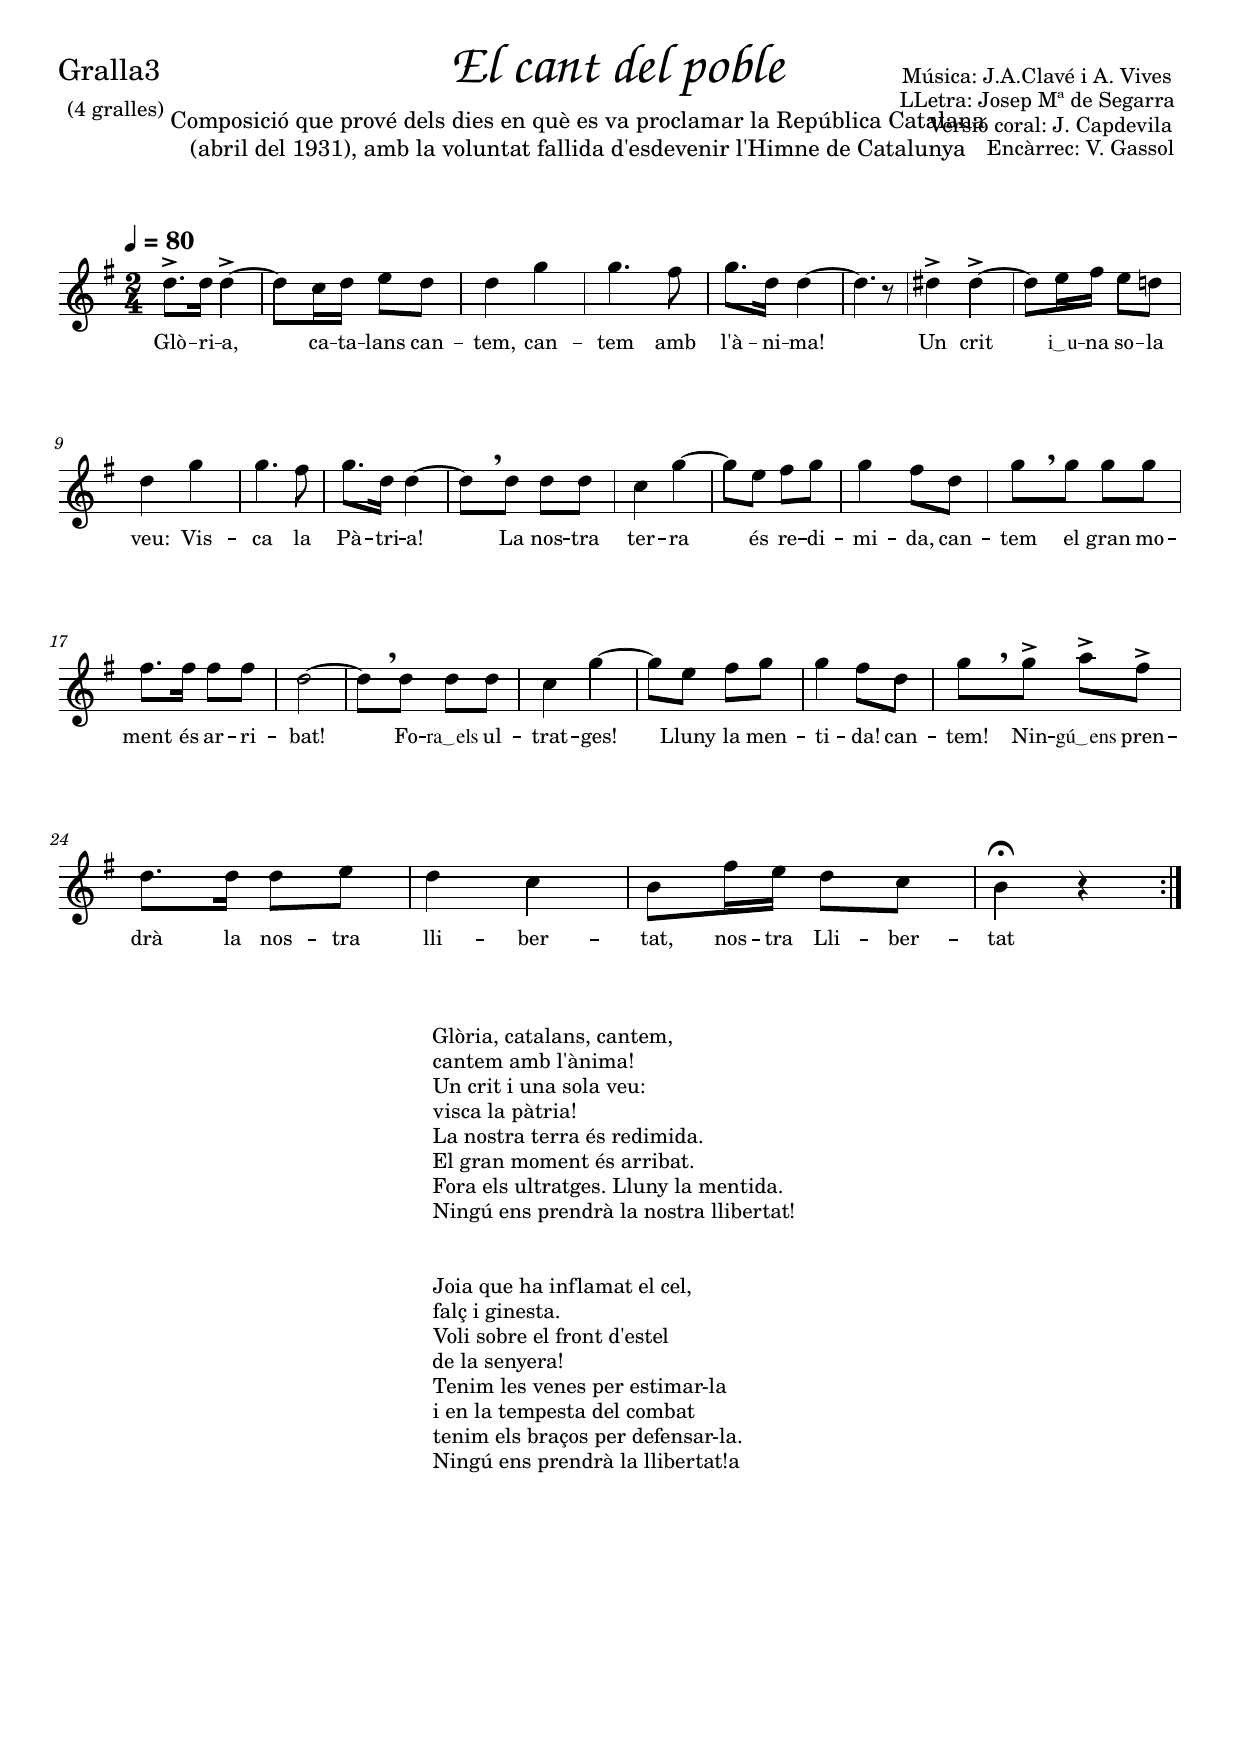 Gralla3
(4 gralles)
El cant del poble
Música: J.A.Clavé i A. Vives
LLetra: Josep Mª de Segarra
Versió coral: J. Capdevila
Encàrrec: V. Gassol
Composició que prové dels dies en què es va proclamar la República Catalana
(abril del 1931), amb la voluntat fallida d'esdevenir l'Himne de Catalunya
= 80
Glò – ri – a, ca – ta – lans can – tem, can – tem amb l'à – ni – ma! Un crit i‿u – na so – la
9
veu: Vis – ca la Pà – tri – a! La nos – tra ter – ra és re – di – mi – da, can – tem el gran mo –
17
ment és ar – ri – bat! Fo – ra‿els ul – trat – ges! Lluny la men – ti – da! can – tem! Nin – gú‿ens pren –
24
drà la nos – tra lli – ber – tat, nos – tra Lli – ber – tat
Glòria, catalans, cantem,
cantem amb l'ànima!
Un crit i una sola veu:
visca la pàtria!
La nostra terra és redimida.
El gran moment és arribat.
Fora els ultratges. Lluny la mentida.
Ningú ens prendrà la nostra llibertat!
Joia que ha inflamat el cel,
falç i ginesta.
Voli sobre el front d'estel
de la senyera!
Tenim les venes per estimar-la
i en la tempesta del combat
tenim els braços per defensar-la.
Ningú ens prendrà la llibertat!a